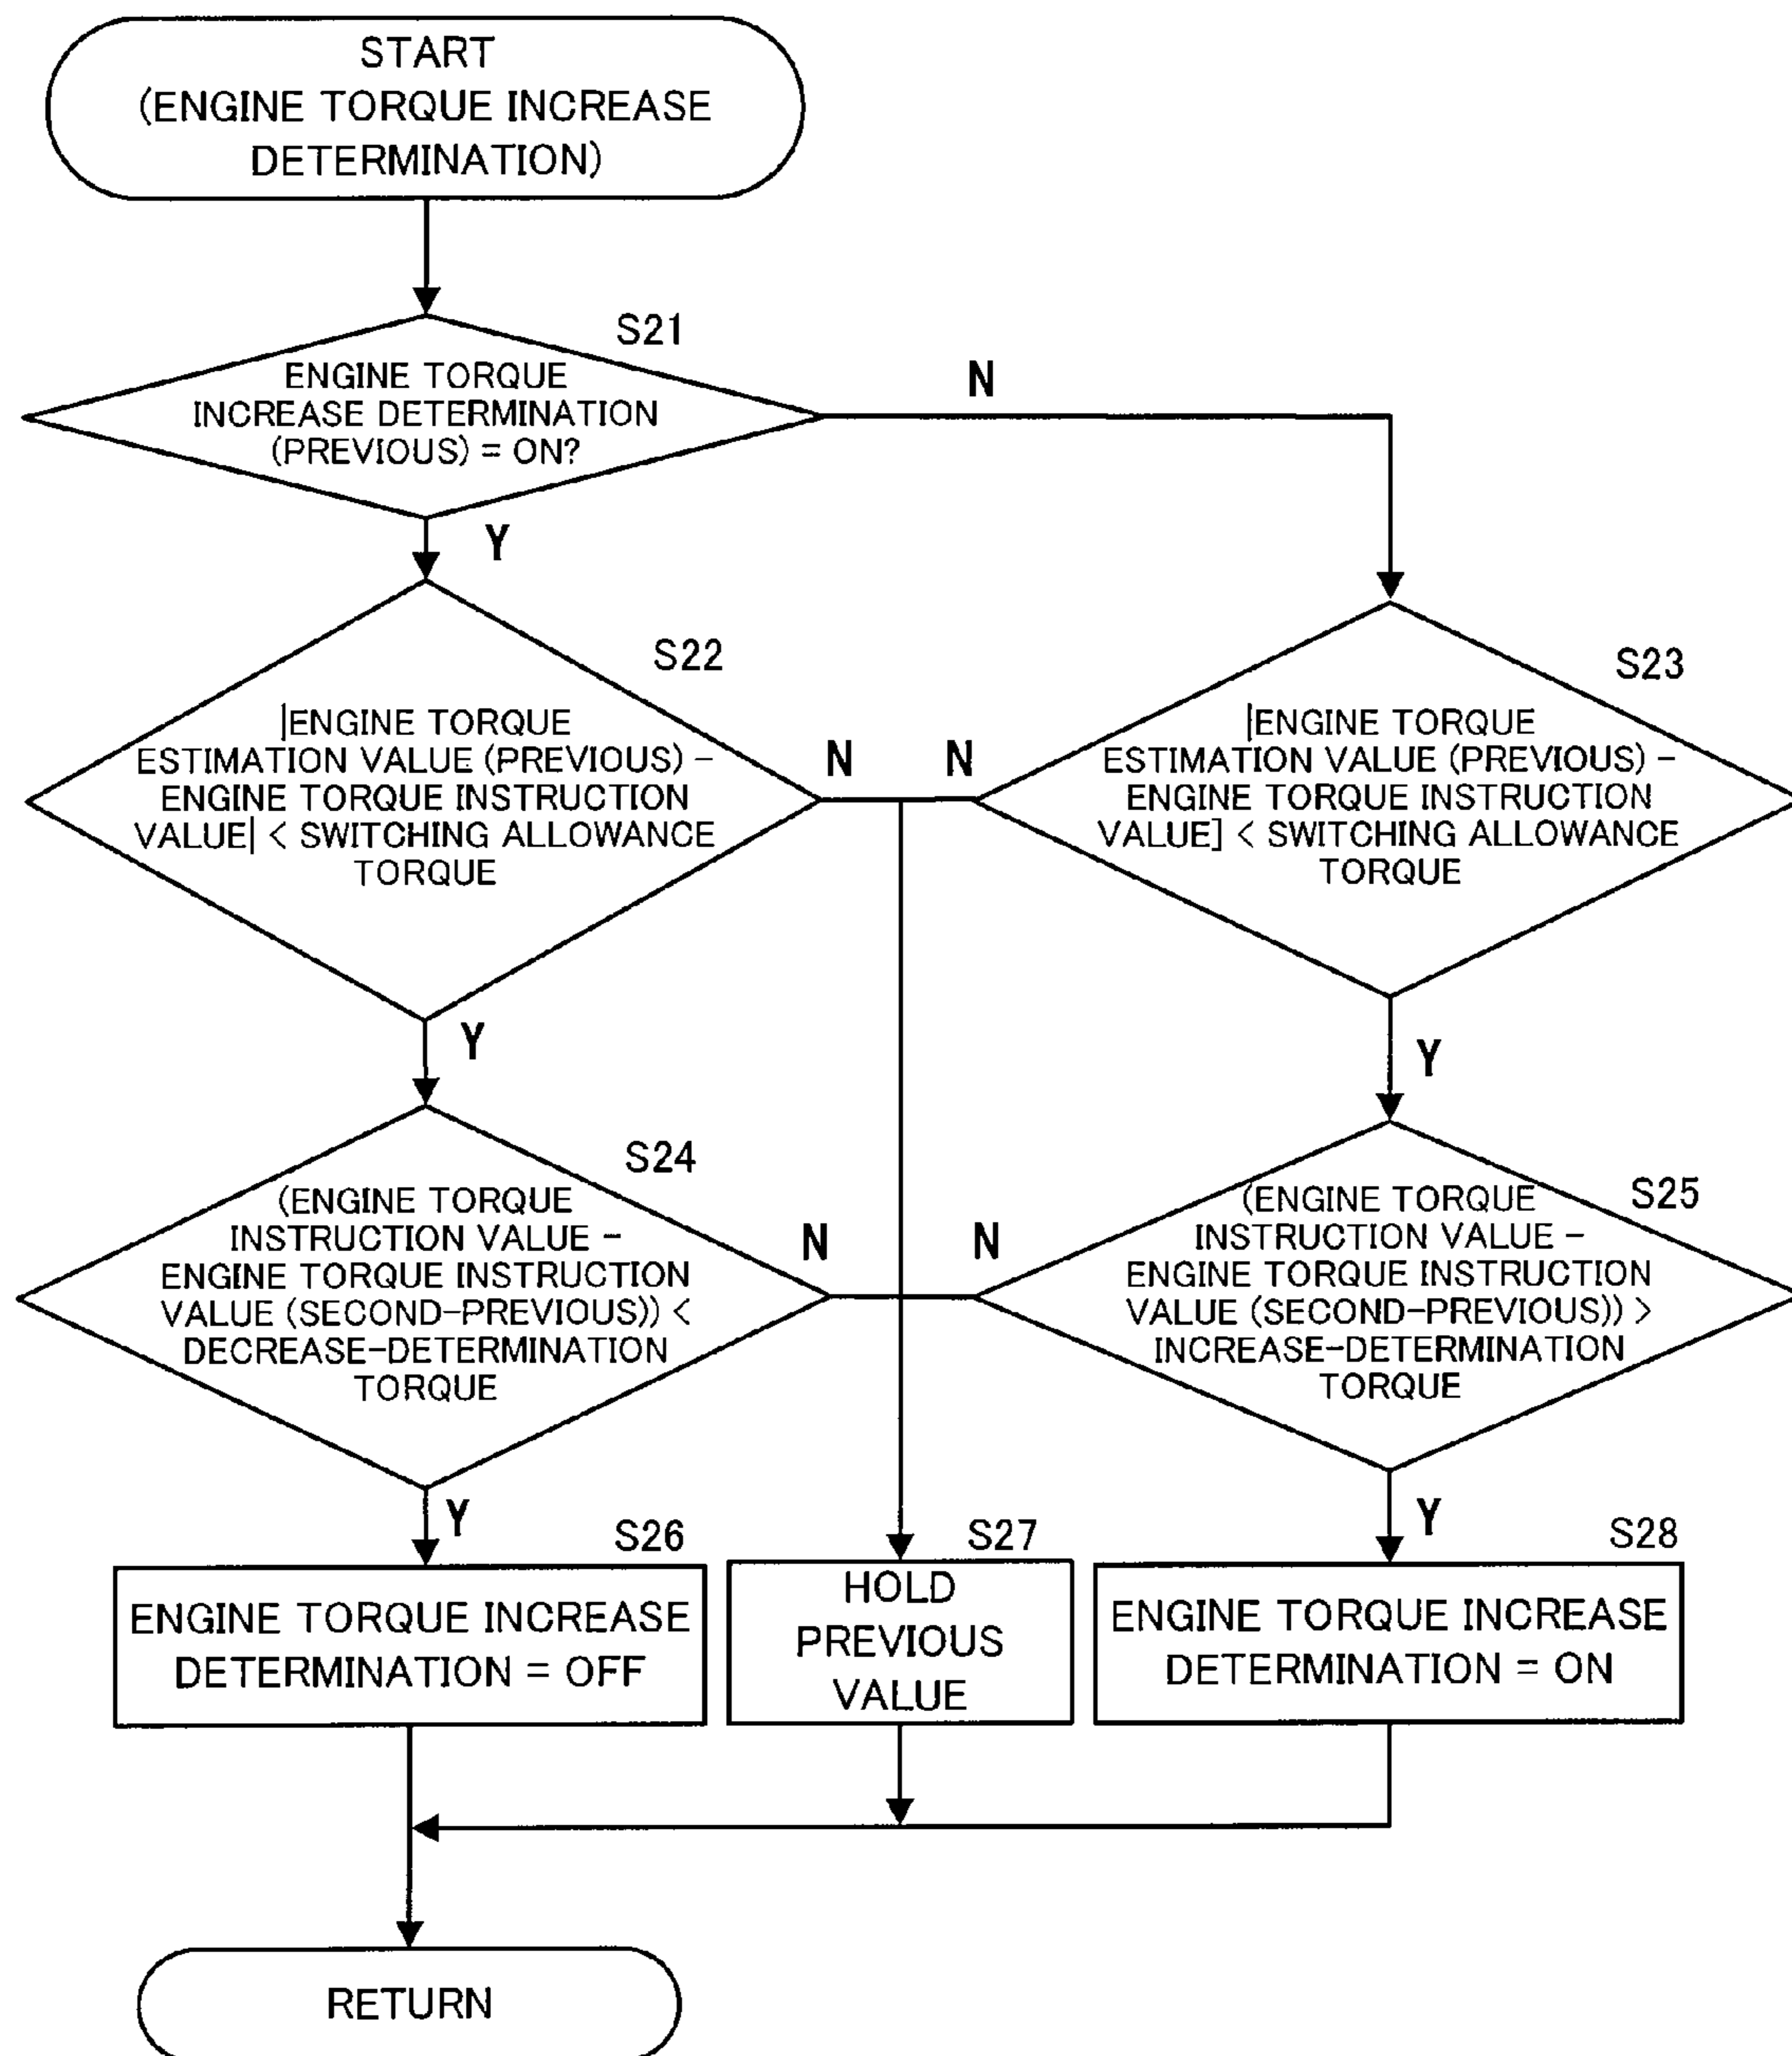 START
(ENGINE TORQUE INCREASE
DETERMINATION)
S21
ENGINE TORQUE
INCREASE DETERMINATION
(PREVIOUS) = ON?
N
Y
S22
|ENGINE TORQUE
ESTIMATION VALUE (PREVIOUS) –
ENGINE TORQUE INSTRUCTION
VALUE| < SWITCHING ALLOWANCE
TORQUE
N
Y
S23
|ENGINE TORQUE
ESTIMATION VALUE (PREVIOUS) –
ENGINE TORQUE INSTRUCTION
VALUE] < SWITCHING ALLOWANCE
TORQUE
N
Y
S24
(ENGINE TORQUE
INSTRUCTION VALUE –
ENGINE TORQUE INSTRUCTION
VALUE (SECOND-PREVIOUS)) <
DECREASE-DETERMINATION
TORQUE
N
Y
S25
(ENGINE TORQUE
INSTRUCTION VALUE –
ENGINE TORQUE INSTRUCTION
VALUE (SECOND-PREVIOUS)) >
INCREASE-DETERMINATION
TORQUE
N
Y
S26
ENGINE TORQUE INCREASE
DETERMINATION = OFF
S27
HOLD
PREVIOUS
VALUE
S28
ENGINE TORQUE INCREASE
DETERMINATION = ON
RETURN